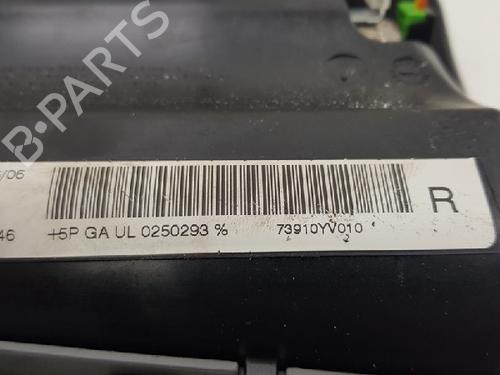 B-PARTS
/06
R
46 +5P GA UL 0250293 % 73910YV010